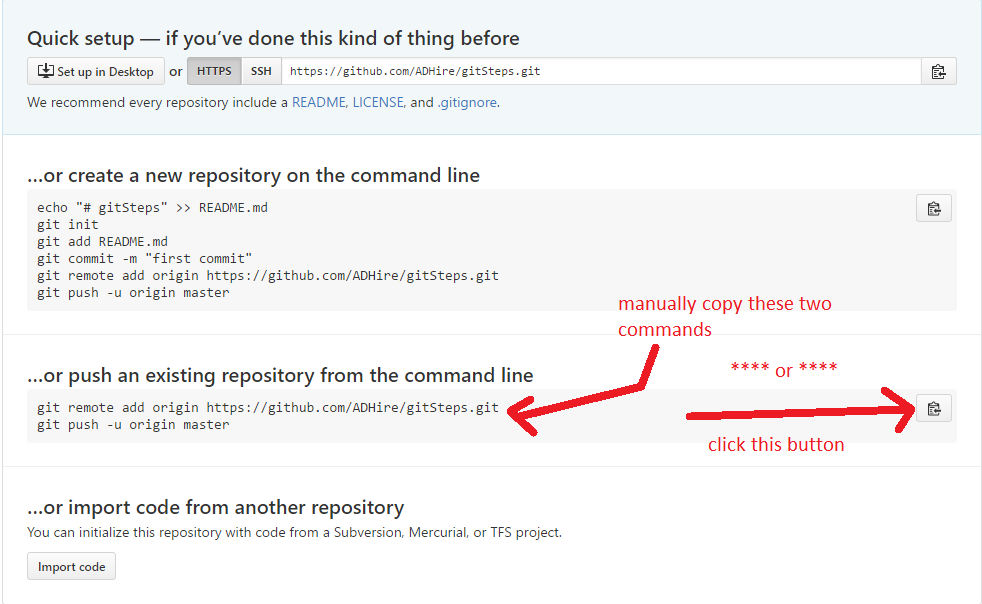 Quick setup — if you’ve done this kind of thing before
Set up in Desktop or HTTPS SSH https://github.com/ADHire/gitSteps.git
We recommend every repository include a README, LICENSE, and .gitignore.
...or create a new repository on the command line
echo "# gitSteps" >> README.md
git init
git add README.md
git commit -m "first commit"
git remote add origin https://github.com/ADHire/gitSteps.git
git push -u origin master
manually copy these two
commands
**** or ****
...or push an existing repository from the command line
git remote add origin https://github.com/ADHire/gitSteps.git
git push -u origin master
click this button
...or import code from another repository
You can initialize this repository with code from a Subversion, Mercurial, or TFS project.
Import code